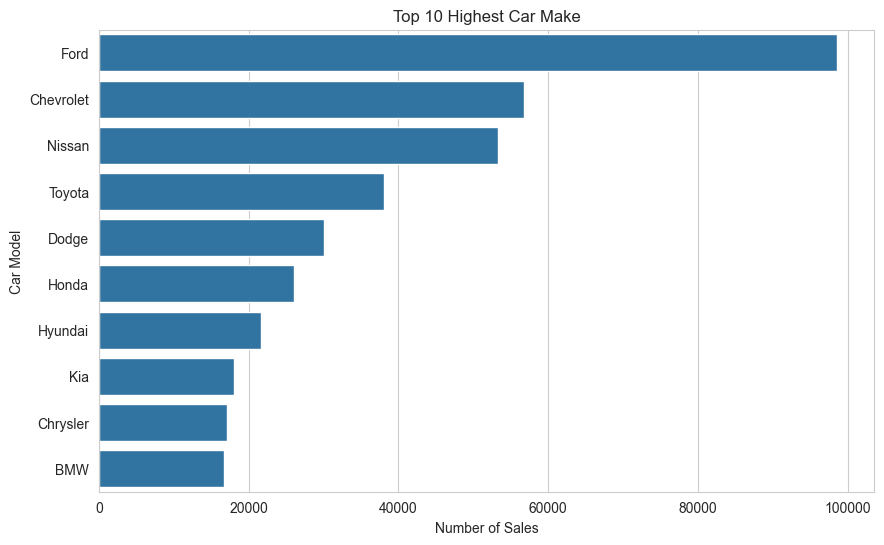 Top 10 Highest Car Make
Car Model
Ford
Chevrolet
Nissan
Toyota
Dodge
Honda
Hyundai
Kia
Chrysler
BMW
0 20000 40000 60000 80000 100000
Number of Sales